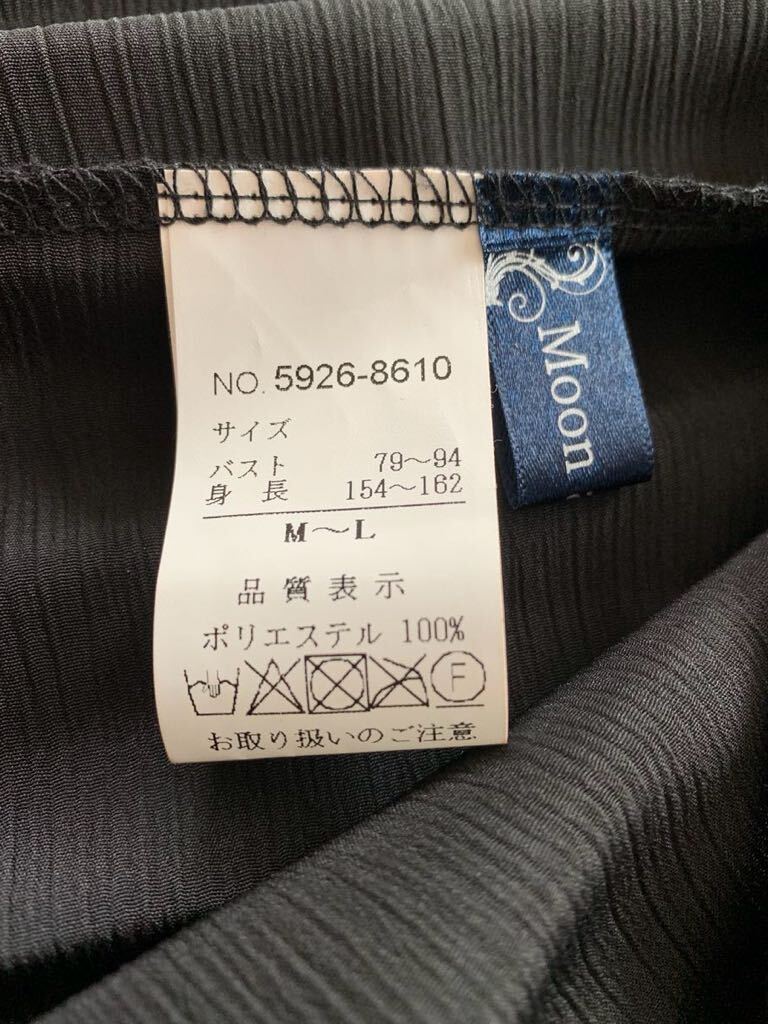 NO. 5926-8610
サイズ
バスト 79～94
身長 154～162
M～L
品質表示
ポリエステル 100%
F
お取り扱いのご注意
Moon